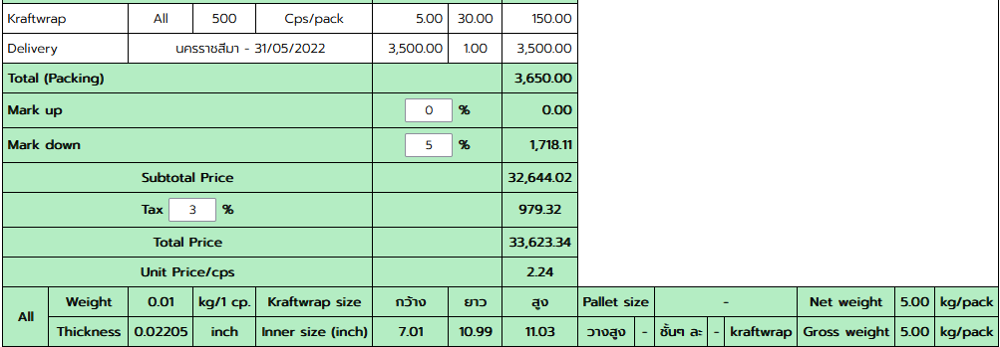 Kraftwrap All 500 Cps/pack 5.00 30.00 150.00
Delivery นครราชสีมา - 31/05/2022 3,500.00 1.00 3,500.00
Total (Packing) 3,650.00
Mark up 0 % 0.00
Mark down 5 % 1,718.11
Subtotal Price 32,644.02
Tax 3 % 979.32
Total Price 33,623.34
Unit Price/cps 2.24
All Weight 0.01 kg/1 cp. Kraftwrap size กว้าง ยาว สูง Pallet size - Net weight 5.00 kg/pack
Thickness 0.02205 inch Inner size (inch) 7.01 10.99 11.03 วางสูง - ชั้นๆ ละ - kraftwrap Gross weight 5.00 kg/pack